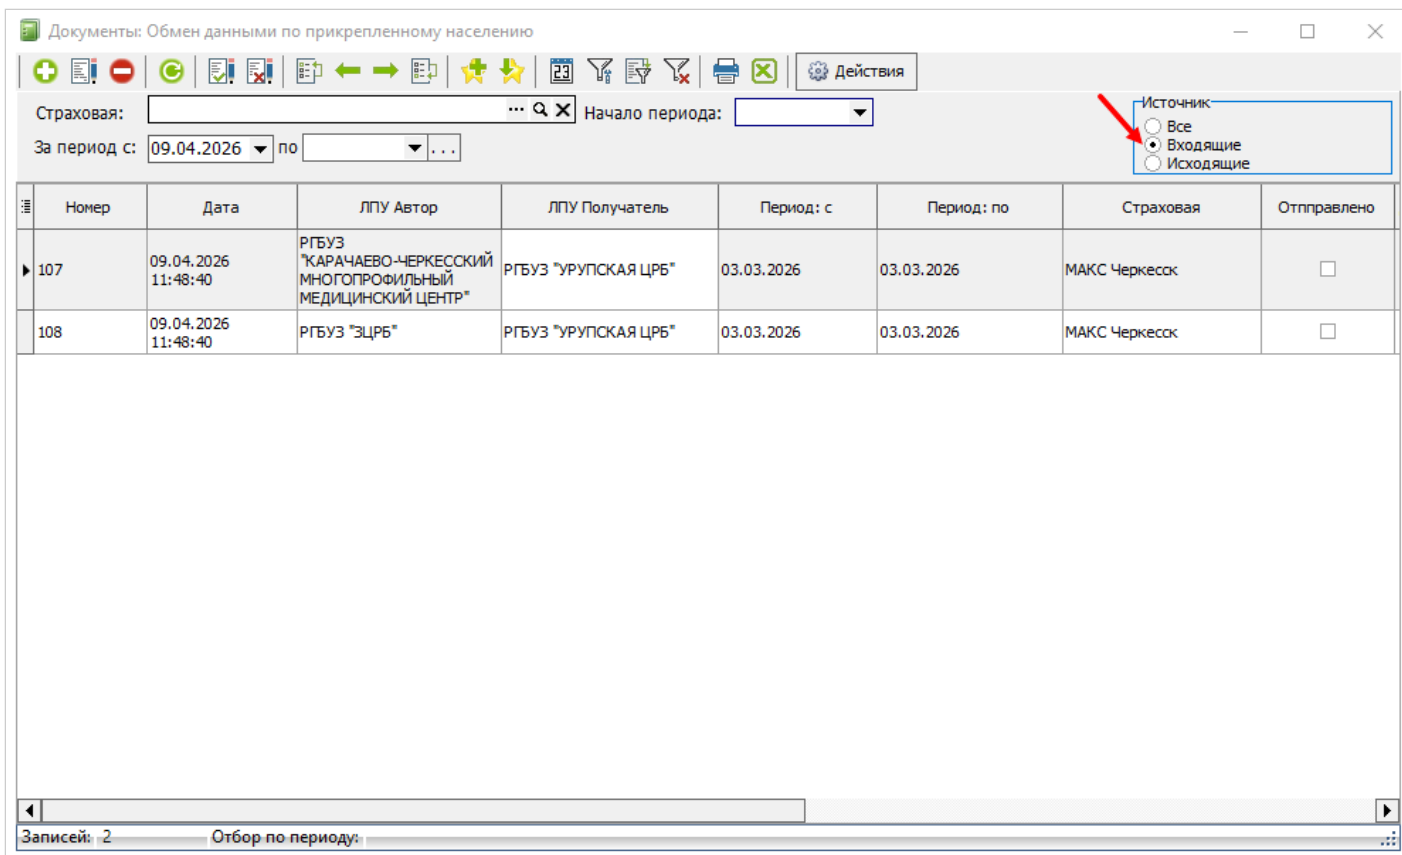 Документы: Обмен данными по прикрепленному населению
23
Действия
Страховая:
Начало периода:
Источник
Все
Входящие
Исходящие
За период с: 09.04.2026 по
Номер Дата ЛПУ Автор ЛПУ Получатель Период: с Период: по Страховая Отпправлено
107 09.04.2026 11:48:40 РГБУЗ "КАРАЧАЕВО-ЧЕРКЕССКИЙ МНОГОПРОФИЛЬНЫЙ МЕДИЦИНСКИЙ ЦЕНТР" РГБУЗ "УРУПСКАЯ ЦРБ" 03.03.2026 03.03.2026 МАКС Черкесск
108 09.04.2026 11:48:40 РГБУЗ "ЗЦРБ" РГБУЗ "УРУПСКАЯ ЦРБ" 03.03.2026 03.03.2026 МАКС Черкесск
Записей: 2 Отбор по периоду: